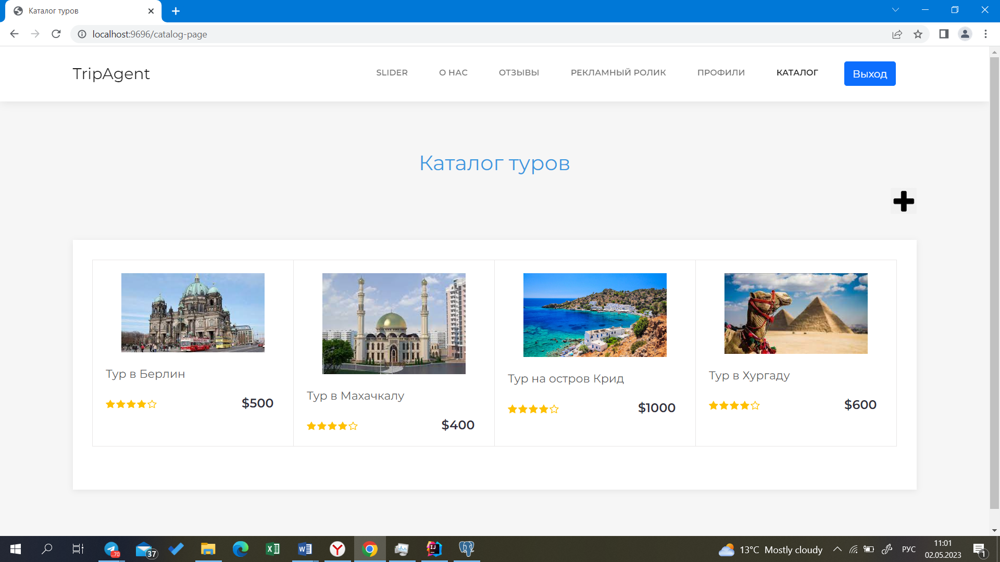 Каталог туров
localhost:9696/catalog-page
TripAgent
SLIDER
О НАС
ОТЗЫВЫ
РЕКЛАМНЫЙ РОЛИК
ПРОФИЛИ
КАТАЛОГ
Выход
Каталог туров
Тур в Берлин
$500
Тур в Махачкалу
$400
Тур на остров Крид
$1000
Тур в Хургаду
$600
..70
37
13°C Mostly cloudy
РУС
11:01
02.05.2023
1